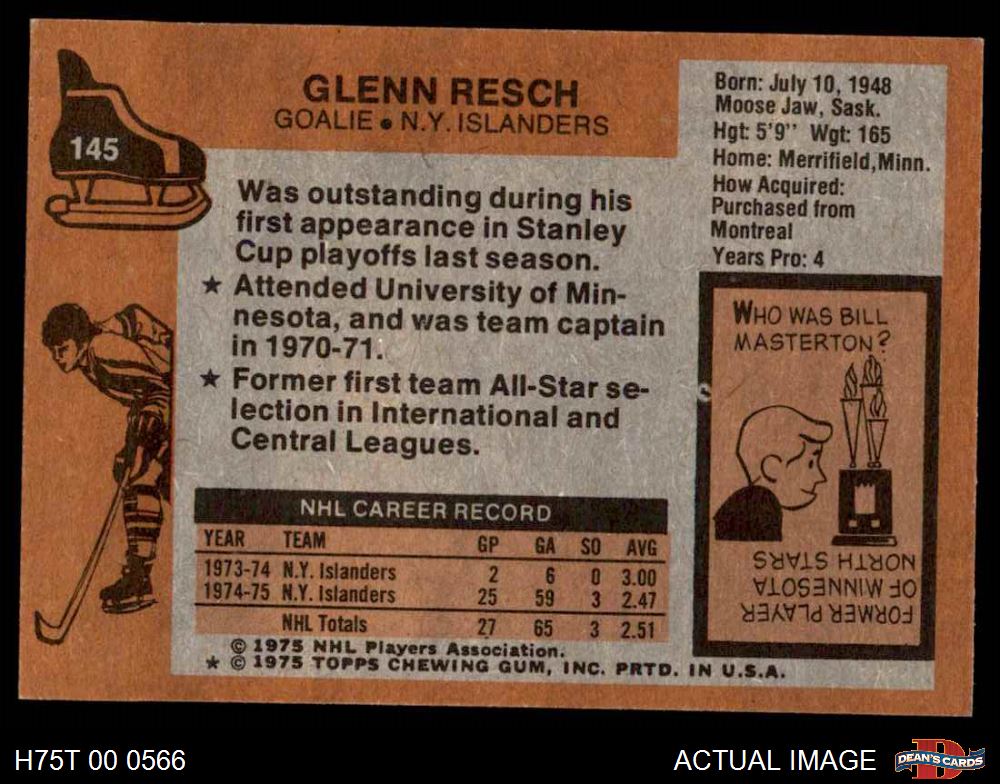 145
GLENN RESCH
GOALIE • N.Y. ISLANDERS
Was outstanding during his
first appearance in Stanley
Cup playoffs last season.
★ Attended University of Min-
nesota, and was team captain
in 1970-71.
★ Former first team All-Star se-
lection in International and
Central Leagues.
Born: July 10, 1948
Moose Jaw, Sask.
Hgt: 5'9" Wgt: 165
Home: Merrifield, Minn.
How Acquired:
Purchased from
Montreal
Years Pro: 4
WHO WAS BILL
MASTERTON?
FORMER PLAYER
OF MINNESOTA
NORTH STARS
NHL CAREER RECORD
YEAR TEAM GP GA SO AVG
1973-74 N.Y. Islanders 2 6 0 3.00
1974-75 N.Y. Islanders 25 59 3 2.47
NHL Totals 27 65 3 2.51
© 1975 NHL Players Association.
★ © 1975 TOPPS CHEWING GUM, INC. PRTD. IN U.S.A.
H75T 00 0566
ACTUAL IMAGE
D
DEAN'S CARDS